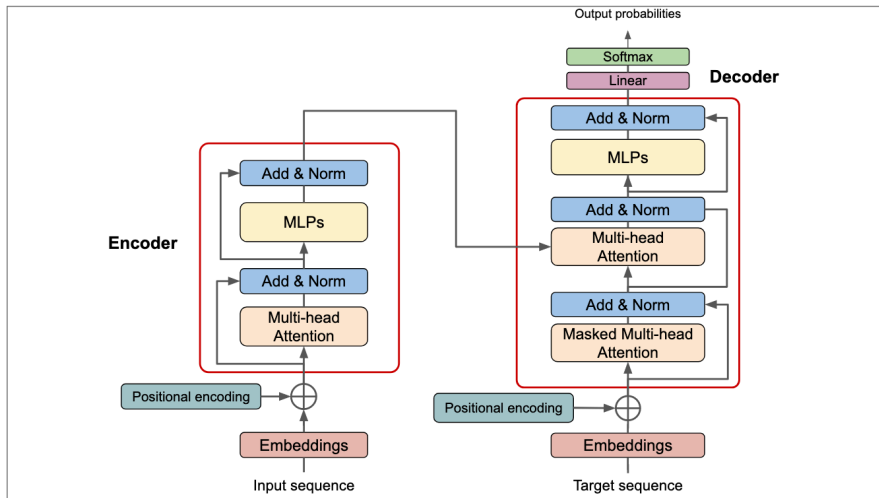 Output probabilities
Softmax
Linear
Decoder
Add & Norm
MLPs
Add & Norm
Multi-head
Attention
Add & Norm
Masked Multi-head
Attention
Positional encoding
Embeddings
Target sequence
Encoder
Add & Norm
MLPs
Add & Norm
Multi-head
Attention
Positional encoding
Embeddings
Input sequence